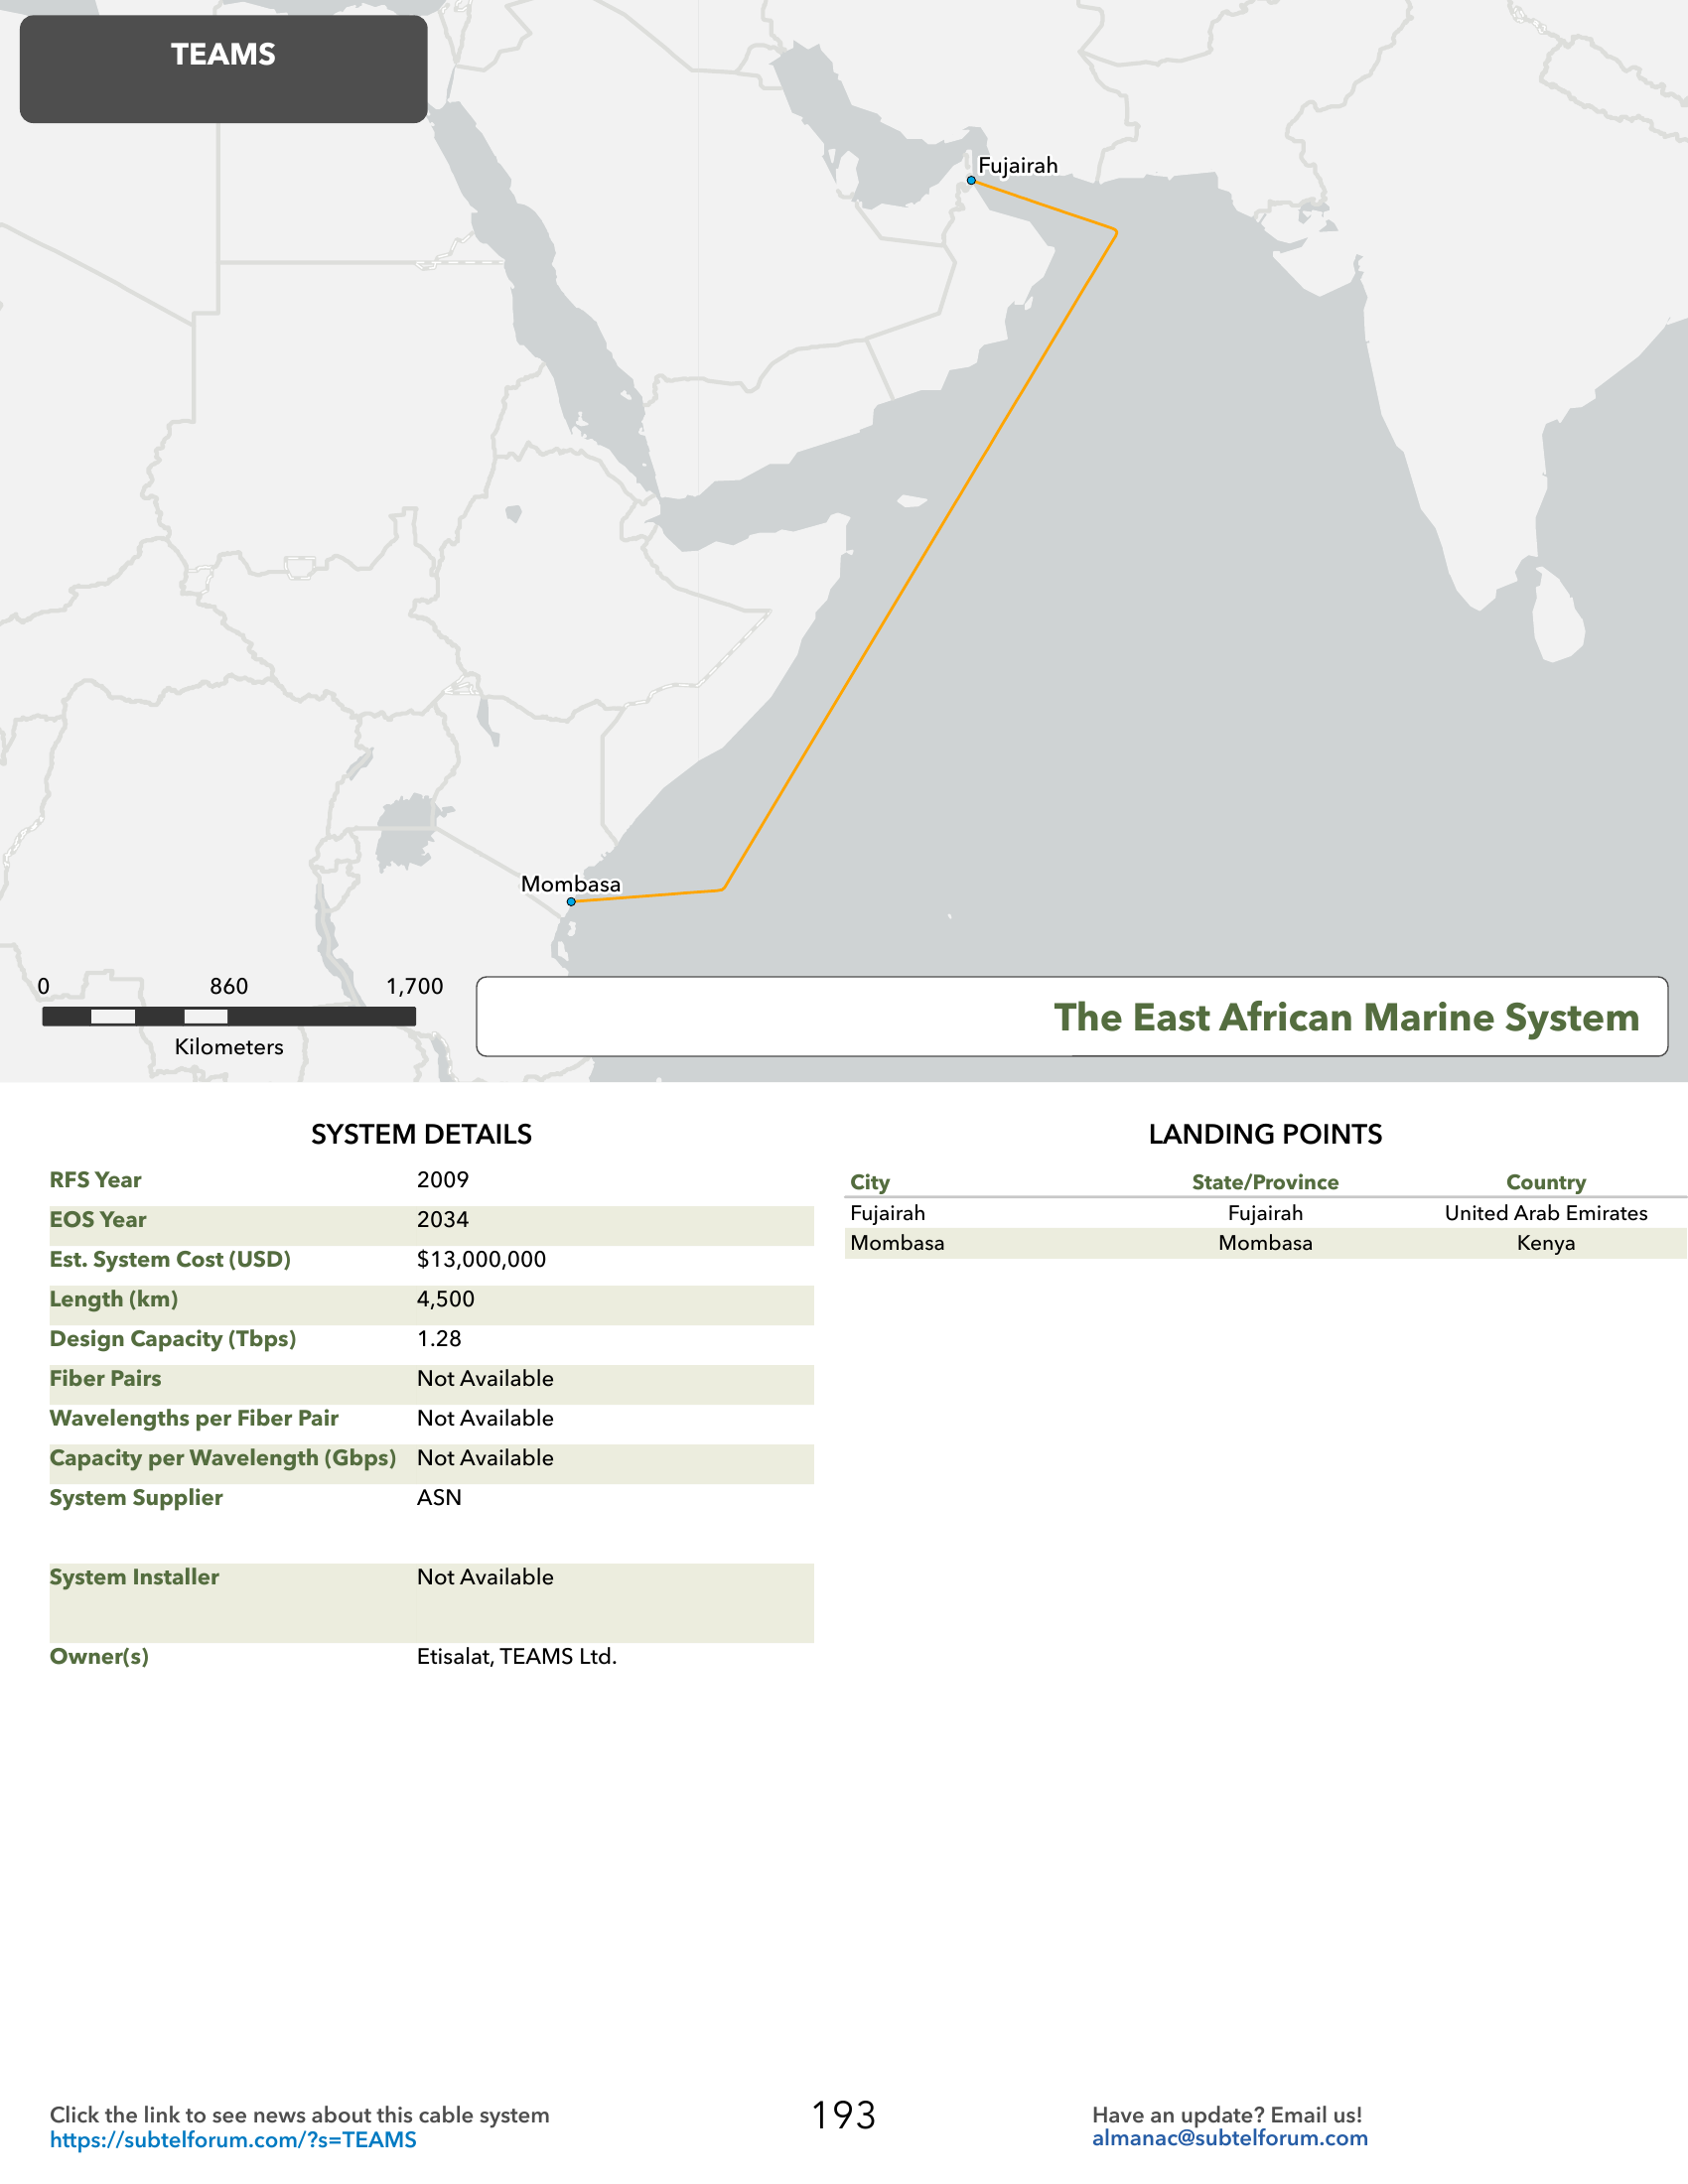 TEAMS
Fujairah
Mombasa
0 860 1,700
Kilometers
The East African Marine System
SYSTEM DETAILS
RFS Year 2009
EOS Year 2034
Est. System Cost (USD) $13,000,000
Length (km) 4,500
Design Capacity (Tbps) 1.28
Fiber Pairs Not Available
Wavelengths per Fiber Pair Not Available
Capacity per Wavelength (Gbps) Not Available
System Supplier ASN
System Installer Not Available
Owner(s) Etisalat, TEAMS Ltd.
LANDING POINTS
City State/Province Country
Fujairah Fujairah United Arab Emirates
Mombasa Mombasa Kenya
Click the link to see news about this cable system
https://subtelforum.com/?s=TEAMS
193
Have an update? Email us!
almanac@subtelforum.com